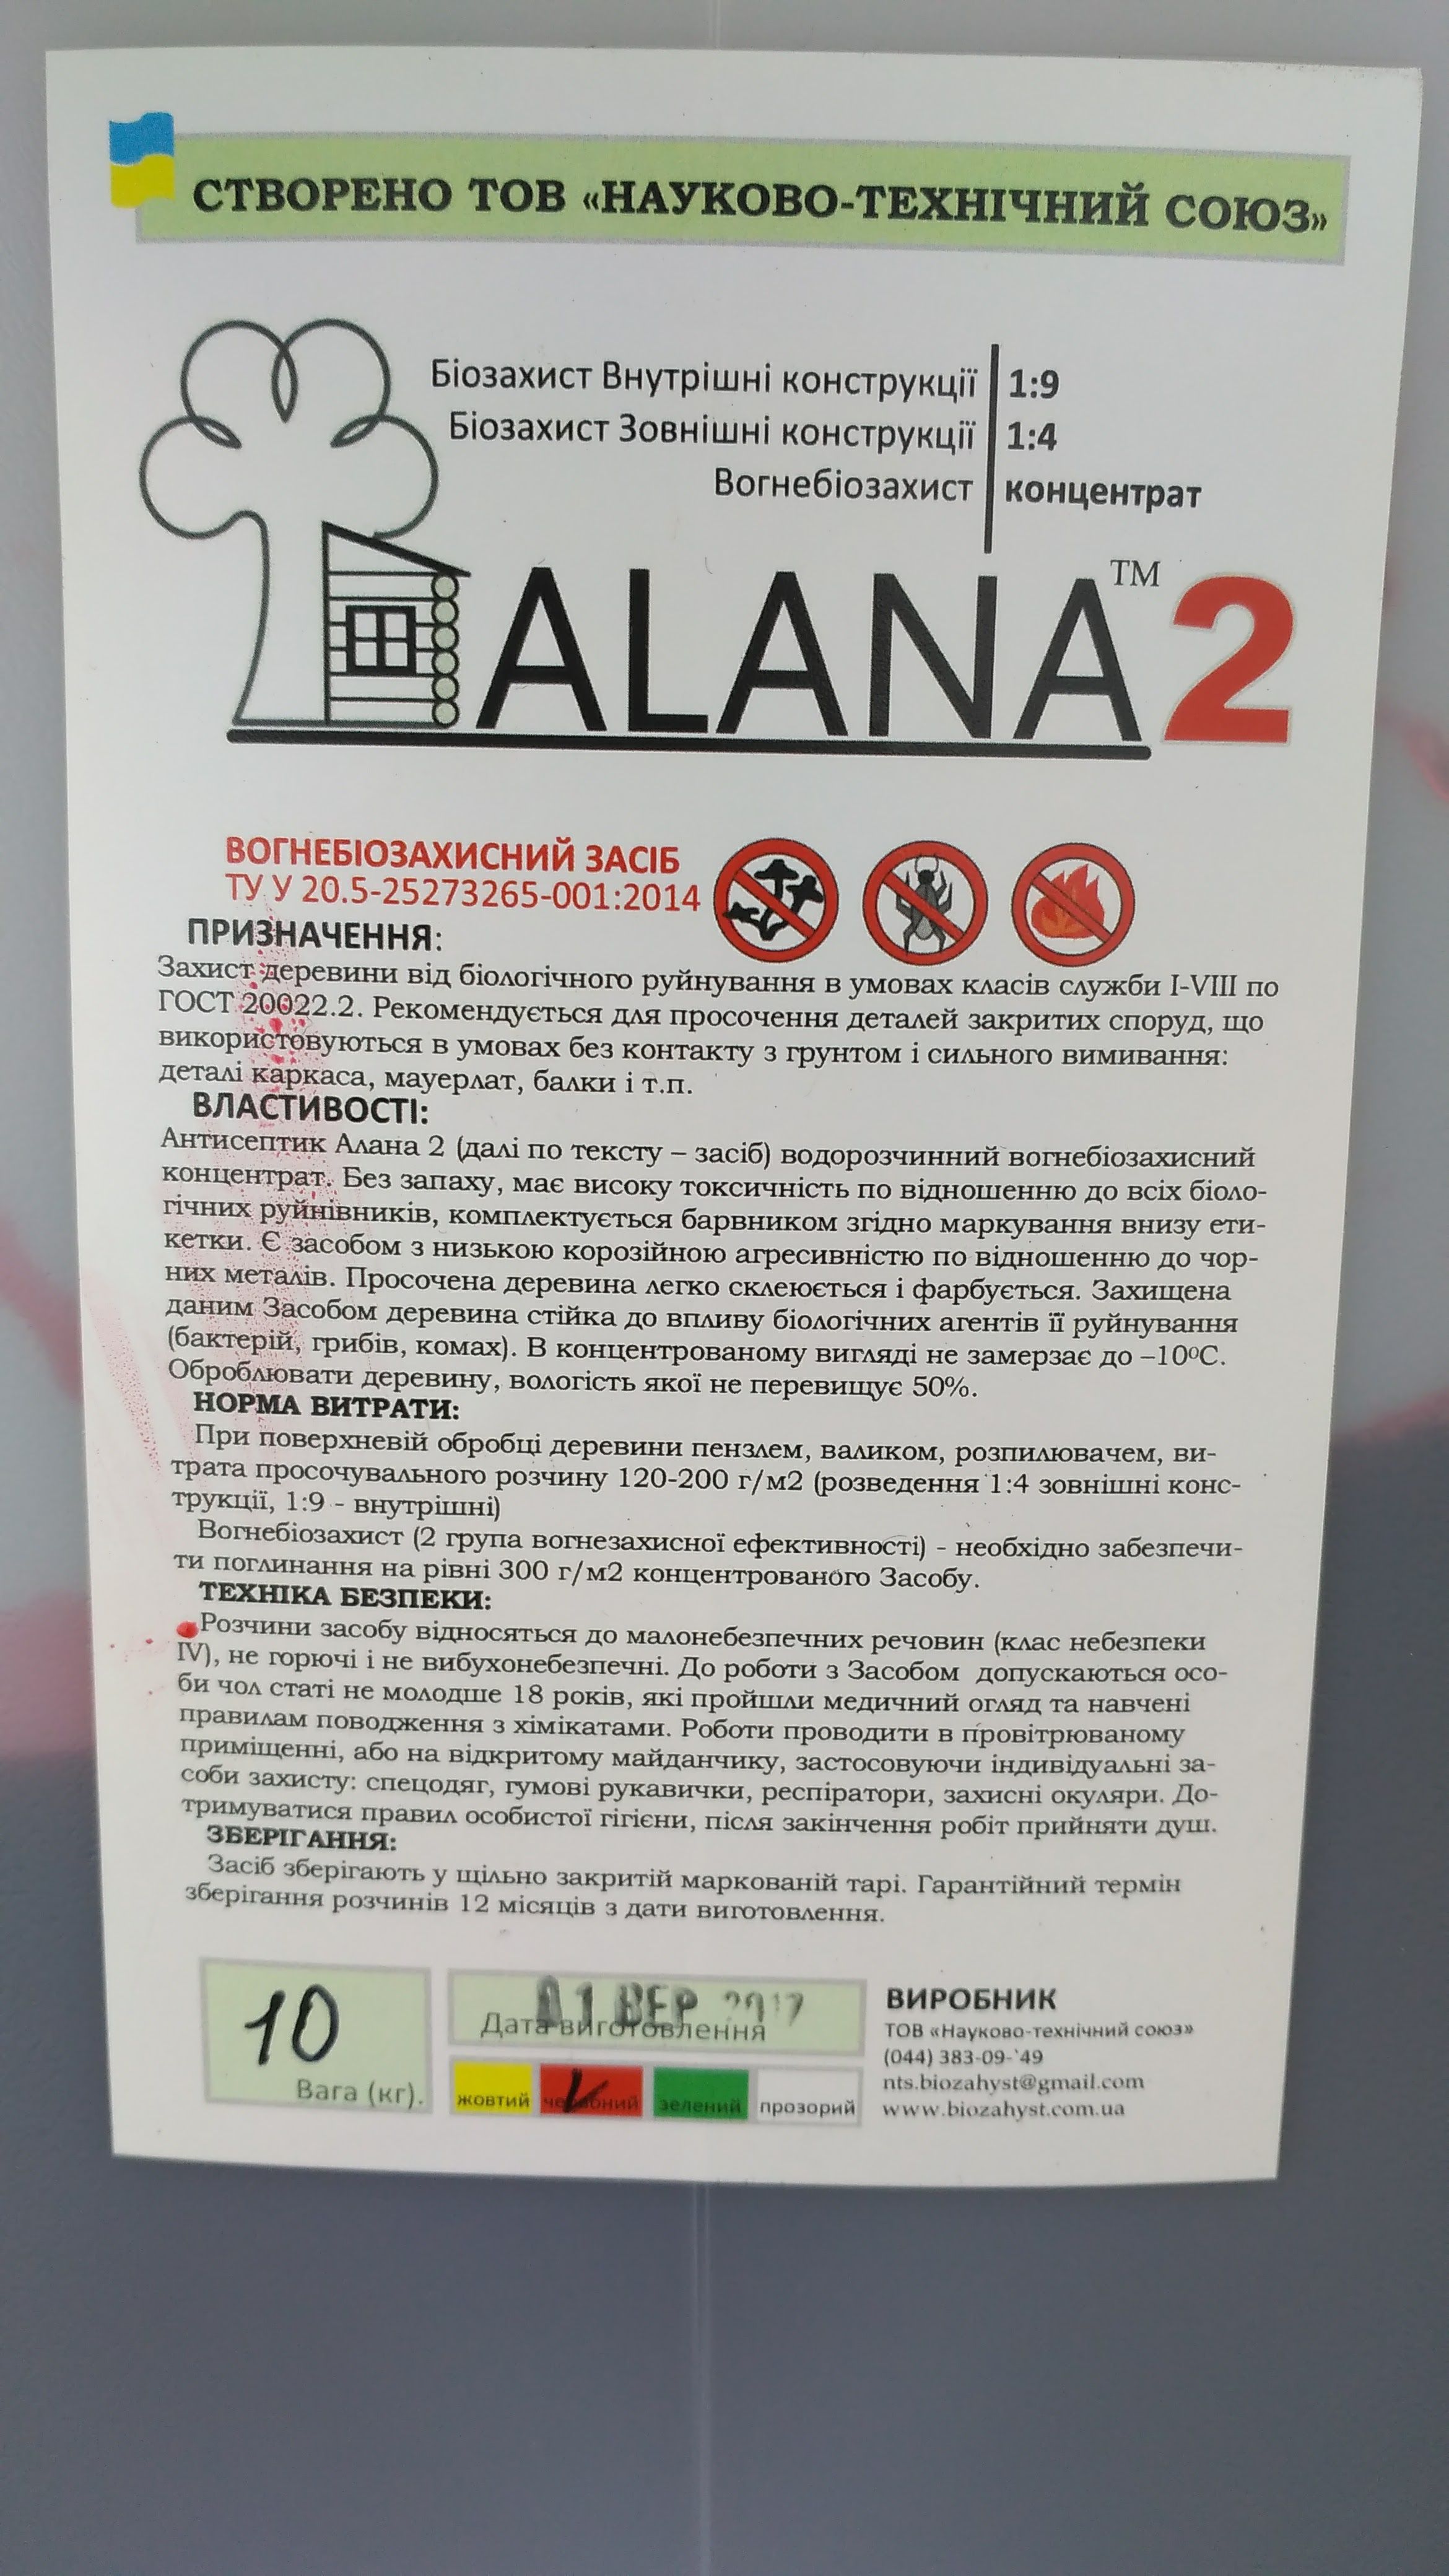 СТВОРЕНО ТОВ «НАУКОВО-ТЕХНІЧНИЙ СОЮЗ»
Біозахист Внутрішні конструкції 1:9
Біозахист Зовнішні конструкції 1:4
Вогнебіозахист концентрат
ALANA™ 2
ВОГНЕБІОЗАХИСНИЙ ЗАСІБ
ТУ У 20.5-25273265-001:2014
ПРИЗНАЧЕННЯ:
Захист деревини від біологічного руйнування в умовах класів служби I-VIII по
ГОСТ 20022.2. Рекомендується для просочення деталей закритих споруд, що
використовуються в умовах без контакту з грунтом і сильного вимивання:
деталі каркаса, мауерлат, балки і т.п.
ВЛАСТИВОСТІ:
Антисептик Алана 2 (далі по тексту – засіб) водорозчинний вогнебіозахисний
концентрат. Без запаху, має високу токсичність по відношенню до всіх біоло-
гічних руйнівників, комплектується барвником згідно маркування внизу ети-
кетки. Є засобом з низькою корозійною агресивністю по відношенню до чор-
них металів. Просочена деревина легко склеюється і фарбується. Захищена
даним Засобом деревина стійка до впливу біологічних агентів її руйнування
(бактерій, грибів, комах). В концентрованому вигляді не замерзає до –10ºС.
Оброблювати деревину, вологість якої не перевищує 50%.
НОРМА ВИТРАТИ:
При поверхневій обробці деревини пензлем, валиком, розпилювачем, ви-
трата просочувального розчину 120-200 г/м2 (розведення 1:4 зовнішні конс-
трукції, 1:9 - внутрішні)
Вогнебіозахист (2 група вогнезахисної ефективності) - необхідно забезпечи-
ти поглинання на рівні 300 г/м2 концентрованого Засобу.
ТЕХНІКА БЕЗПЕКИ:
Розчини засобу відносяться до малонебезпечних речовин (клас небезпеки
IV), не горючі і не вибухонебезпечні. До роботи з Засобом допускаються осо-
би чол статі не молодше 18 років, які пройшли медичний огляд та навчені
правилам поводження з хімікатами. Роботи проводити в провітрюваному
приміщенні, або на відкритому майданчику, застосовуючи індивідуальні за-
соби захисту: спецодяг, гумові рукавички, респіратори, захисні окуляри. До-
тримуватися правил особистої гігієни, після закінчення робіт прийняти душ.
ЗБЕРІГАННЯ:
Засіб зберігають у щільно закритій маркованій тарі. Гарантійний термін
зберігання розчинів 12 місяців з дати виготовлення.
10
Вага (кг).
01 ВЕР 2017
Дата виготовлення
жовтий червоний зелений прозорий
ВИРОБНИК
ТОВ «Науково-технічний союз»
(044) 383-09-`49
nts.biozahyst@gmail.com
www.biozahyst.com.ua